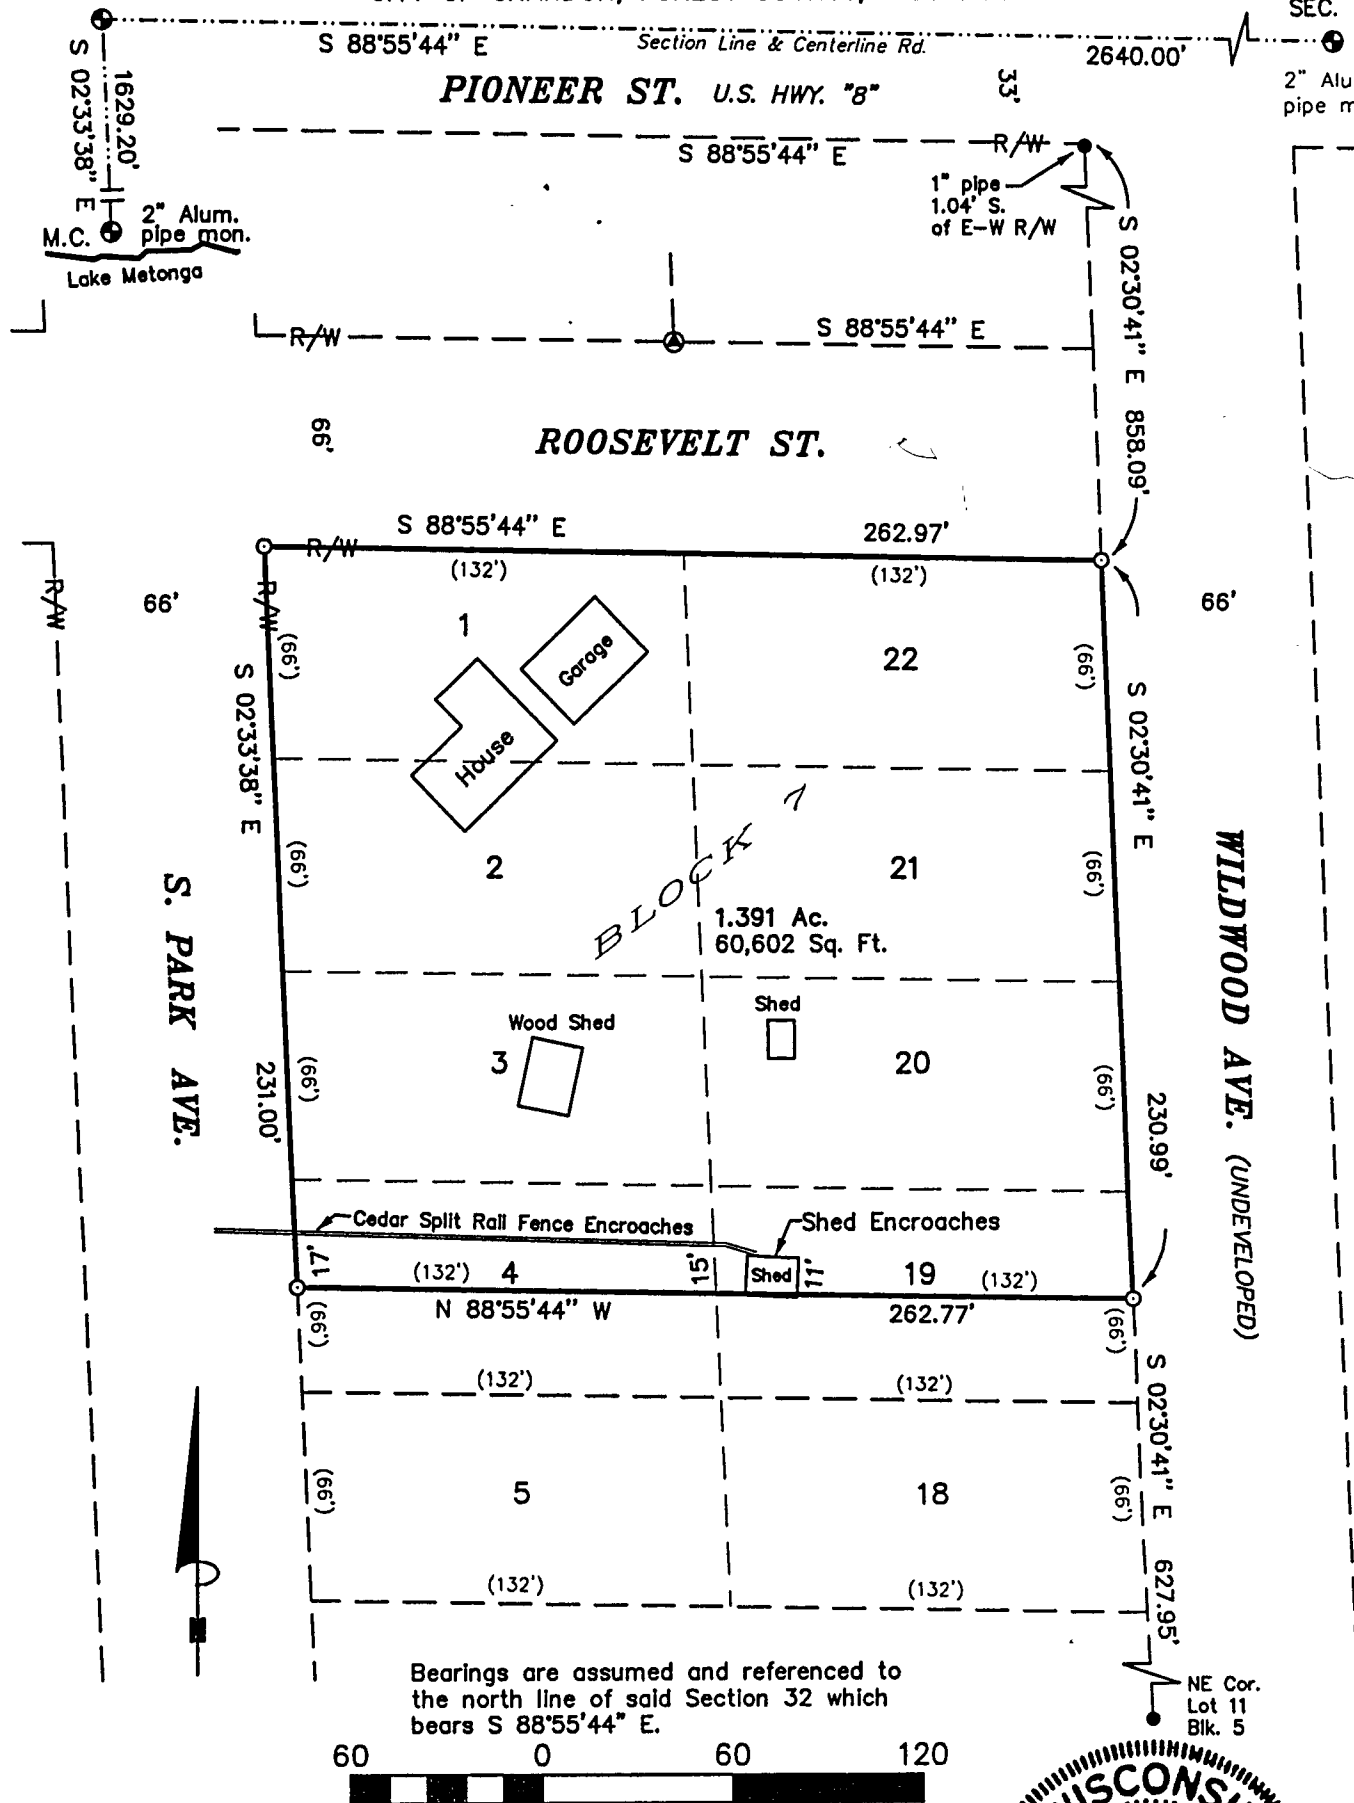 SEC.
S 88°55'44" E
Section Line & Centerline Rd.
2640.00'
2" Alu
pipe m
S 02°33'38" E
1629.20'
PIONEER ST. U.S. HWY. "8"
33'
S 88°55'44" E
R/W
1" pipe
1.04' S.
of E-W R/W
2" Alum.
pipe mon.
M.C.
Lake Metonga
S 02°30'41" E 858.09'
R/W
S 88°55'44" E
66'
ROOSEVELT ST.
S 88°55'44" E
262.97'
R/W
(132')
(132')
R/W
66'
R/W
(66')
1
Garage
22
(66')
66'
S 02°33'38" E
House
S 02°30'41" E
BLOCK 7
(66')
2
21
(66')
1.391 Ac.
60,602 Sq. Ft.
S. PARK AVE.
WILDWOOD AVE. (UNDEVELOPED)
Wood Shed
Shed
3
20
(66')
(66')
231.00'
230.99'
Cedar Split Rail Fence Encroaches
Shed Encroaches
17'
(132')
4
15'
Shed
11'
19
(132')
N 88°55'44" W
262.77'
(66')
(66')
(132')
(132')
S 02°30'41" E 627.95'
(66')
5
18
(66')
(132')
(132')
Bearings are assumed and referenced to
the north line of said Section 32 which
bears S 88°55'44" E.
NE Cor.
Lot 11
Blk. 5
60 0 60 120